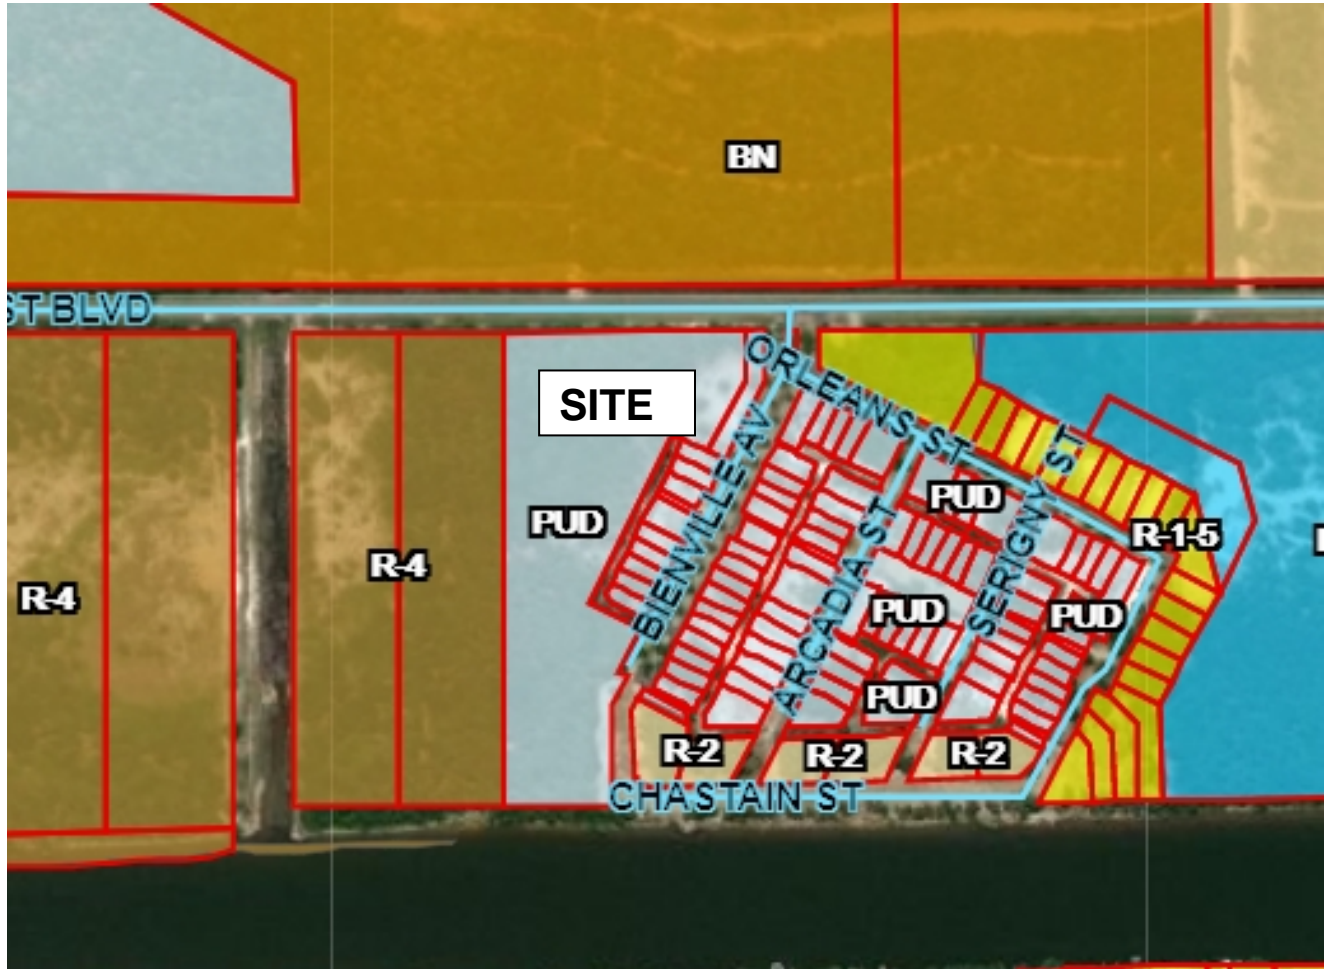 BN
ST BLVD
ORLEANS ST
SITE
BIENVILLE AV
SERIGNY ST
PUD
PUD
ARCADIA ST
R-1-5
R-4
R-4
PUD
PUD
PUD
R-2
R-2
R-2
CHASTAIN ST